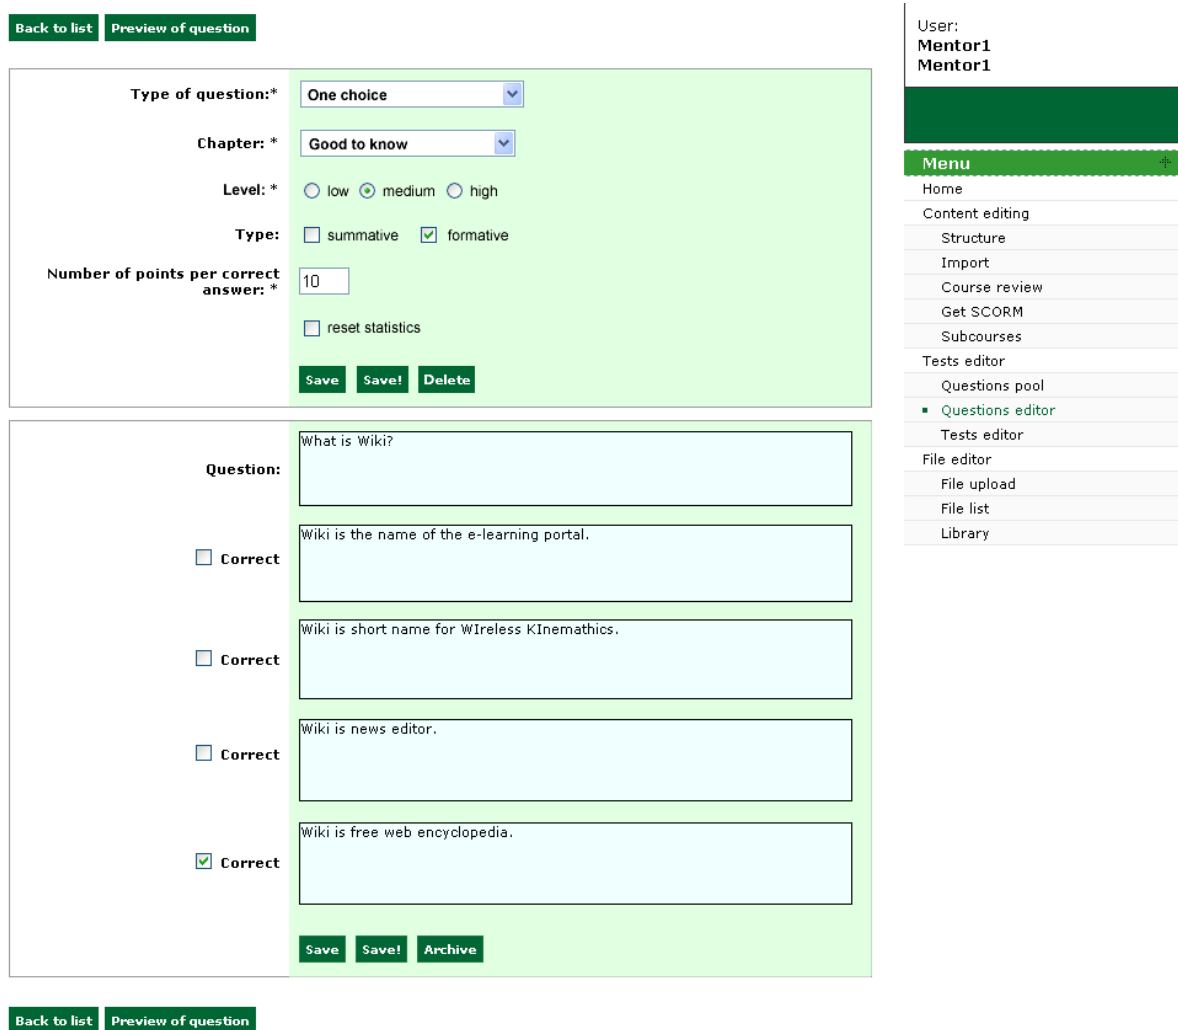 Back to list Preview of question
Type of question:* One choice
Chapter: * Good to know
Level: * low medium high
Type: summative formative
Number of points per correct
answer: * 10
reset statistics
Save Save! Delete
Question: What is Wiki?
Correct Wiki is the name of the e-learning portal.
Correct Wiki is short name for WIreless KInemathics.
Correct Wiki is news editor.
Correct Wiki is free web encyclopedia.
Save Save! Archive
Back to list Preview of question
User:
Mentor1
Mentor1
Menu
Home
Content editing
Structure
Import
Course review
Get SCORM
Subcourses
Tests editor
Questions pool
Questions editor
Tests editor
File editor
File upload
File list
Library